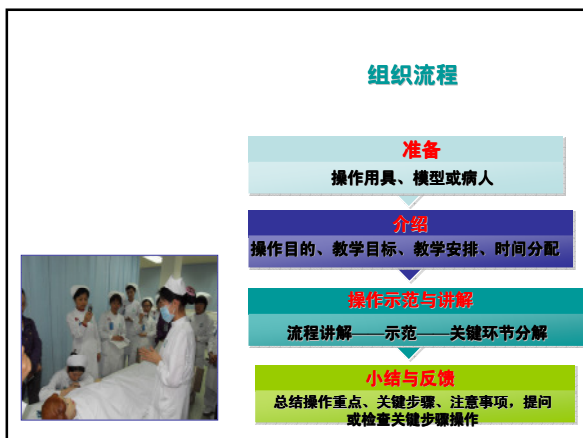 组织流程
准备
操作用具、模型或病人
介绍
操作目的、教学目标、教学安排、时间分配
操作示范与讲解
流程讲解——示范——关键环节分解
小结与反馈
总结操作重点、关键步骤、注意事项，提问
或检查关键步骤操作